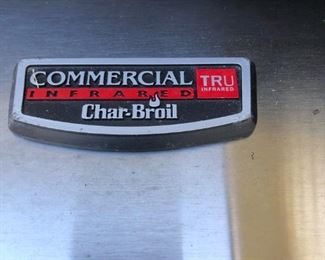 COMMERCIAL
INFRARED
TRU
INFRARED
Char-Broil